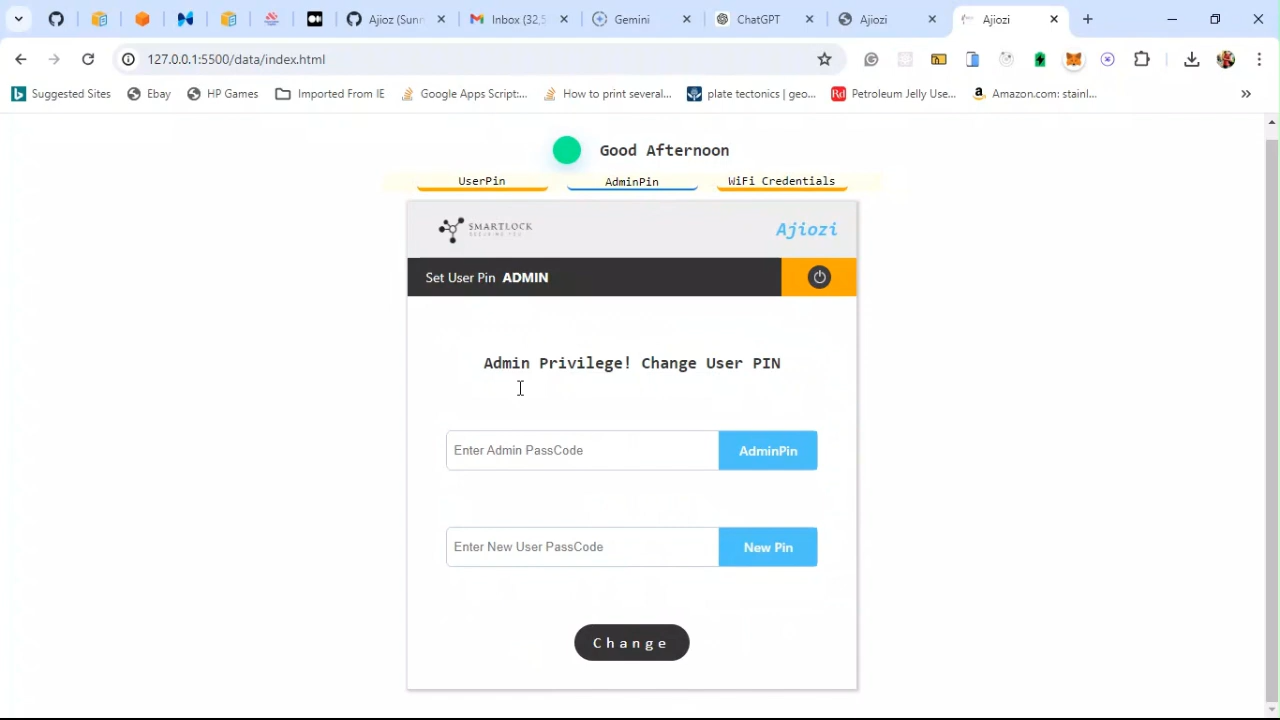 Ajioz (Sunn
Inbox (32,5
Gemini
ChatGPT
Ajiozi
Ajiozi
127.0.0.1:5500/data/index.html
Suggested Sites
Ebay
HP Games
Imported From IE
Google Apps Script:...
How to print several...
plate tectonics | geo...
Rd
Petroleum Jelly Use...
Amazon.com: stainl...
Good Afternoon
UserPin
AdminPin
WiFi Credentials
SMARTLOCK
Ajiozi
Set User Pin ADMIN
Admin Privilege! Change User PIN
Enter Admin PassCode
AdminPin
Enter New User PassCode
New Pin
Change